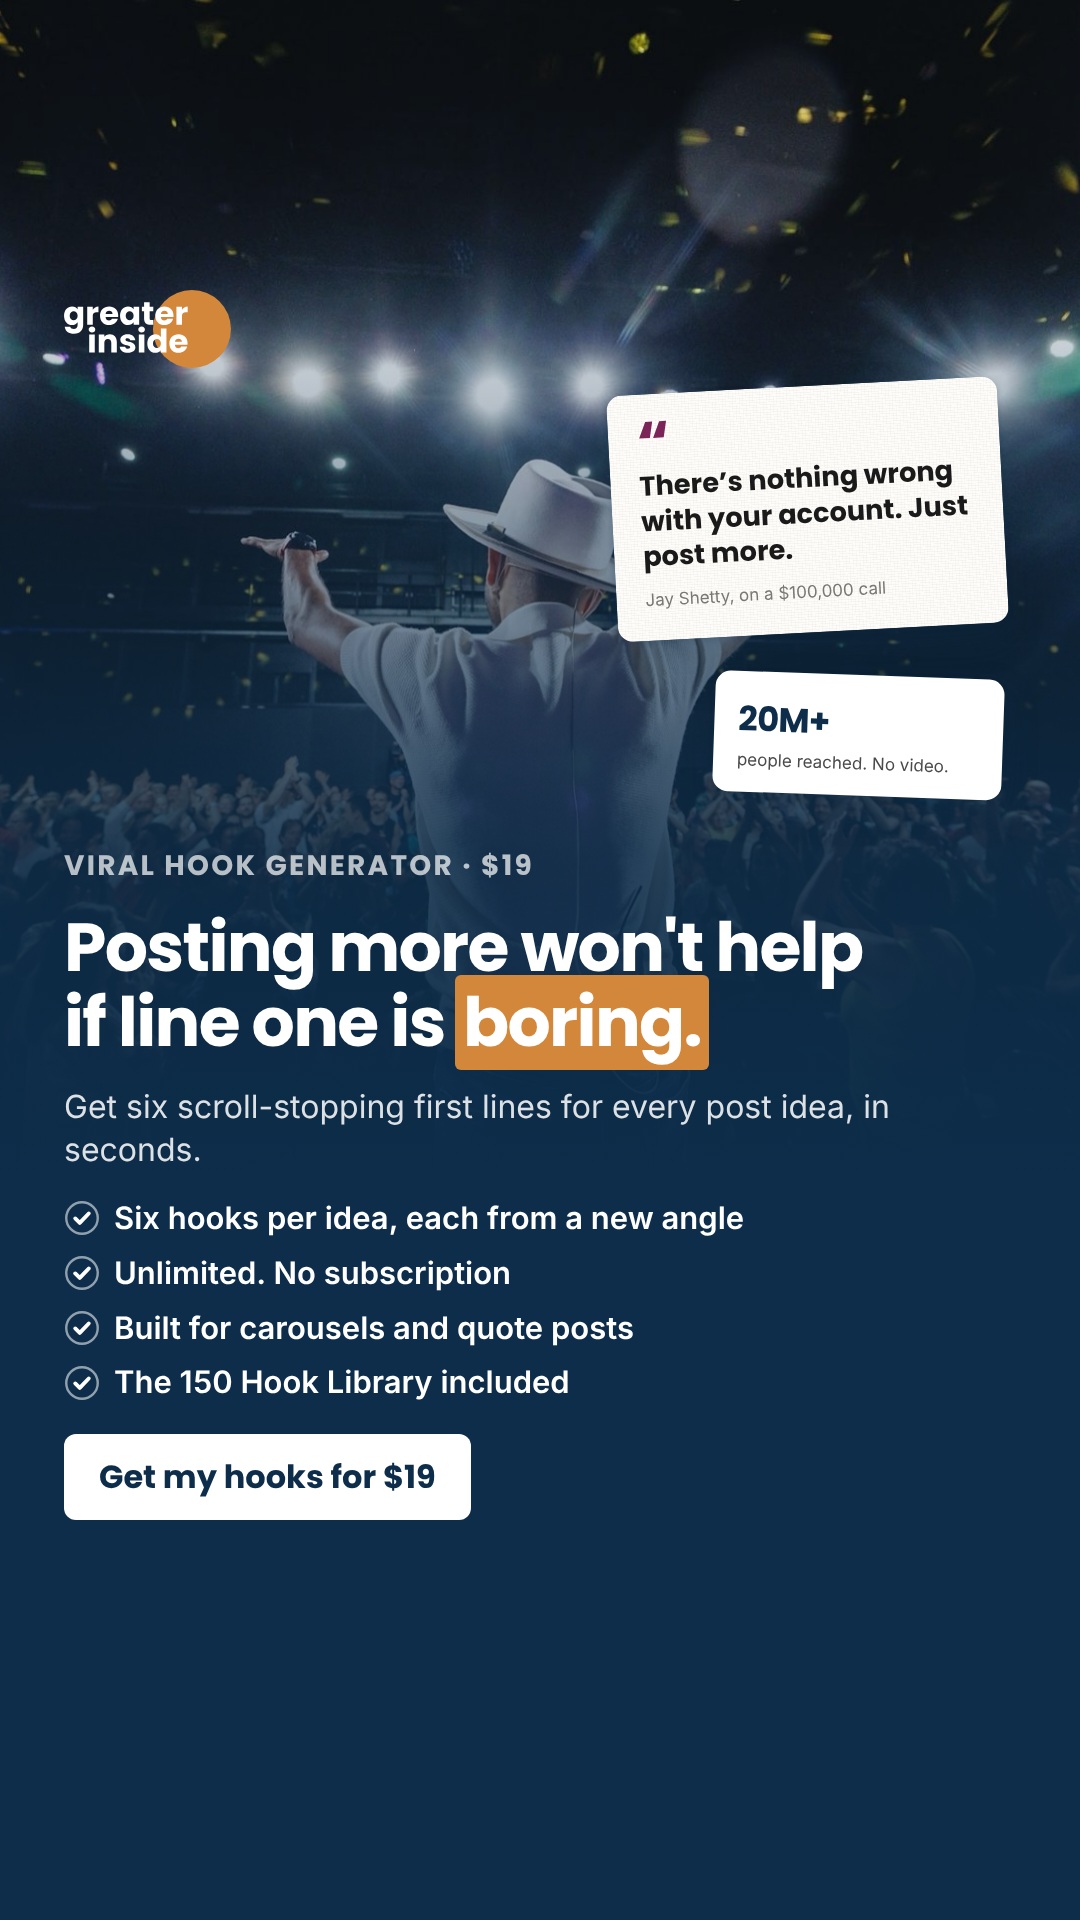 greater
inside
“
There’s nothing wrong
with your account. Just
post more.
Jay Shetty, on a $100,000 call
20M+
people reached. No video.
VIRAL HOOK GENERATOR · $19
Posting more won't help
if line one is boring.
Get six scroll-stopping first lines for every post idea, in
seconds.
Six hooks per idea, each from a new angle
Unlimited. No subscription
Built for carousels and quote posts
The 150 Hook Library included
Get my hooks for $19